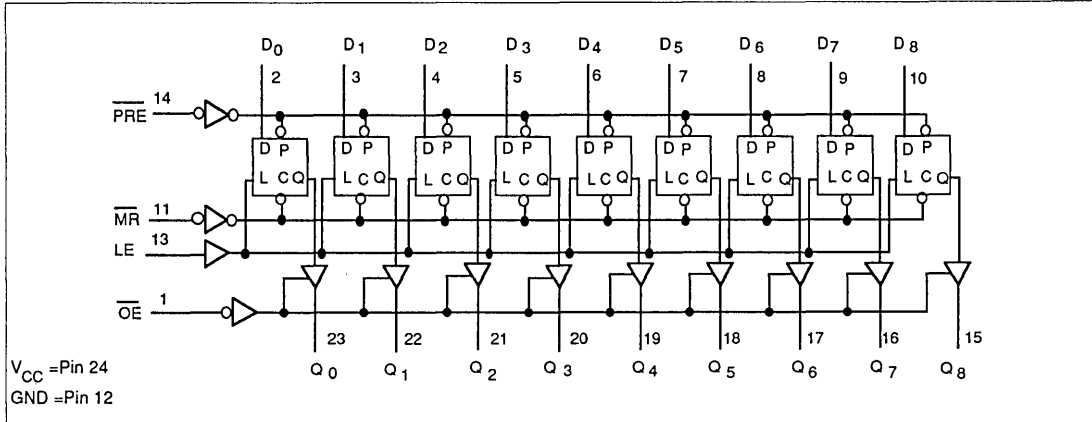 D0 D1 D2 D3 D4 D5 D6 D7 D8
2 3 4 5 6 7 8 9 10
PRE 14
D P D P D P D P D P D P D P D P D P
L C Q L C Q L C Q L C Q L C Q L C Q L C Q L C Q L C Q
MR 11
LE 13
OE 1
23 22 21 20 19 18 17 16 15
Q0 Q1 Q2 Q3 Q4 Q5 Q6 Q7 Q8
VCC =Pin 24
GND =Pin 12